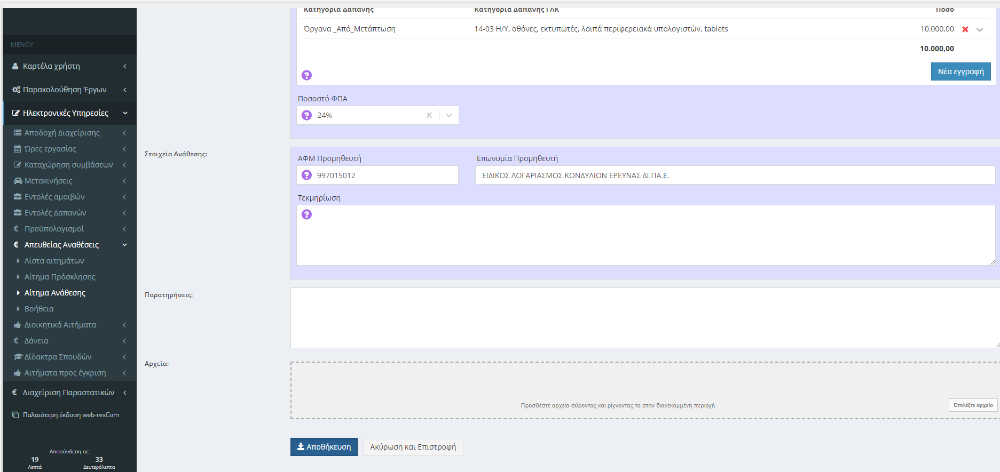 Κατηγορία Δαπάνης Κατηγορία Δαπάνης ΓΛΚ Ποσό
Όργανα _Από_Μετάπτωση 14-03 Η/Υ, οθόνες, εκτυπωτές, λοιπά περιφερειακά υπολογιστών, tablets 10.000,00
10.000,00
Νέα εγγραφή
Ποσοστό ΦΠΑ
24%
ΜΕΝΟΥ
Καρτέλα χρήστη
Παρακολούθηση Έργων
Ηλεκτρονικές Υπηρεσίες
Αποδοχή Διαχείρισης
Ώρες εργασίας
Καταχώρηση συμβάσεων
Μετακινήσεις
Εντολές αμοιβών
Εντολές Δαπανών
Προϋπολογισμοί
Απευθείας Αναθέσεις
Λίστα αιτημάτων
Αίτημα Πρόσκλησης
Αίτημα Ανάθεσης
Βοήθεια
Διοικητικά Αιτήματα
Δάνεια
Δίδακτρα Σπουδών
Αιτήματα προς έγκριση
Διαχείριση Παραστατικών
Παλαιότερη έκδοση web-resCom
Αποσύνδεση σε:
19 33
Λεπτά Δευτερόλεπτα
Στοιχεία Ανάθεσης:
ΑΦΜ Προμηθευτή Επωνυμία Προμηθευτή
997015012 ΕΙΔΙΚΟΣ ΛΟΓΑΡΙΑΣΜΟΣ ΚΟΝΔΥΛΙΩΝ ΕΡΕΥΝΑΣ ΔΙ.ΠΑ.Ε.
Τεκμηρίωση
Παρατηρήσεις:
Αρχεία:
Προσθέστε αρχεία σύροντας και ρίχνοντας τα στην διακεκομμένη περιοχή
Επιλέξτε αρχείο
Αποθήκευση Ακύρωση και Επιστροφή